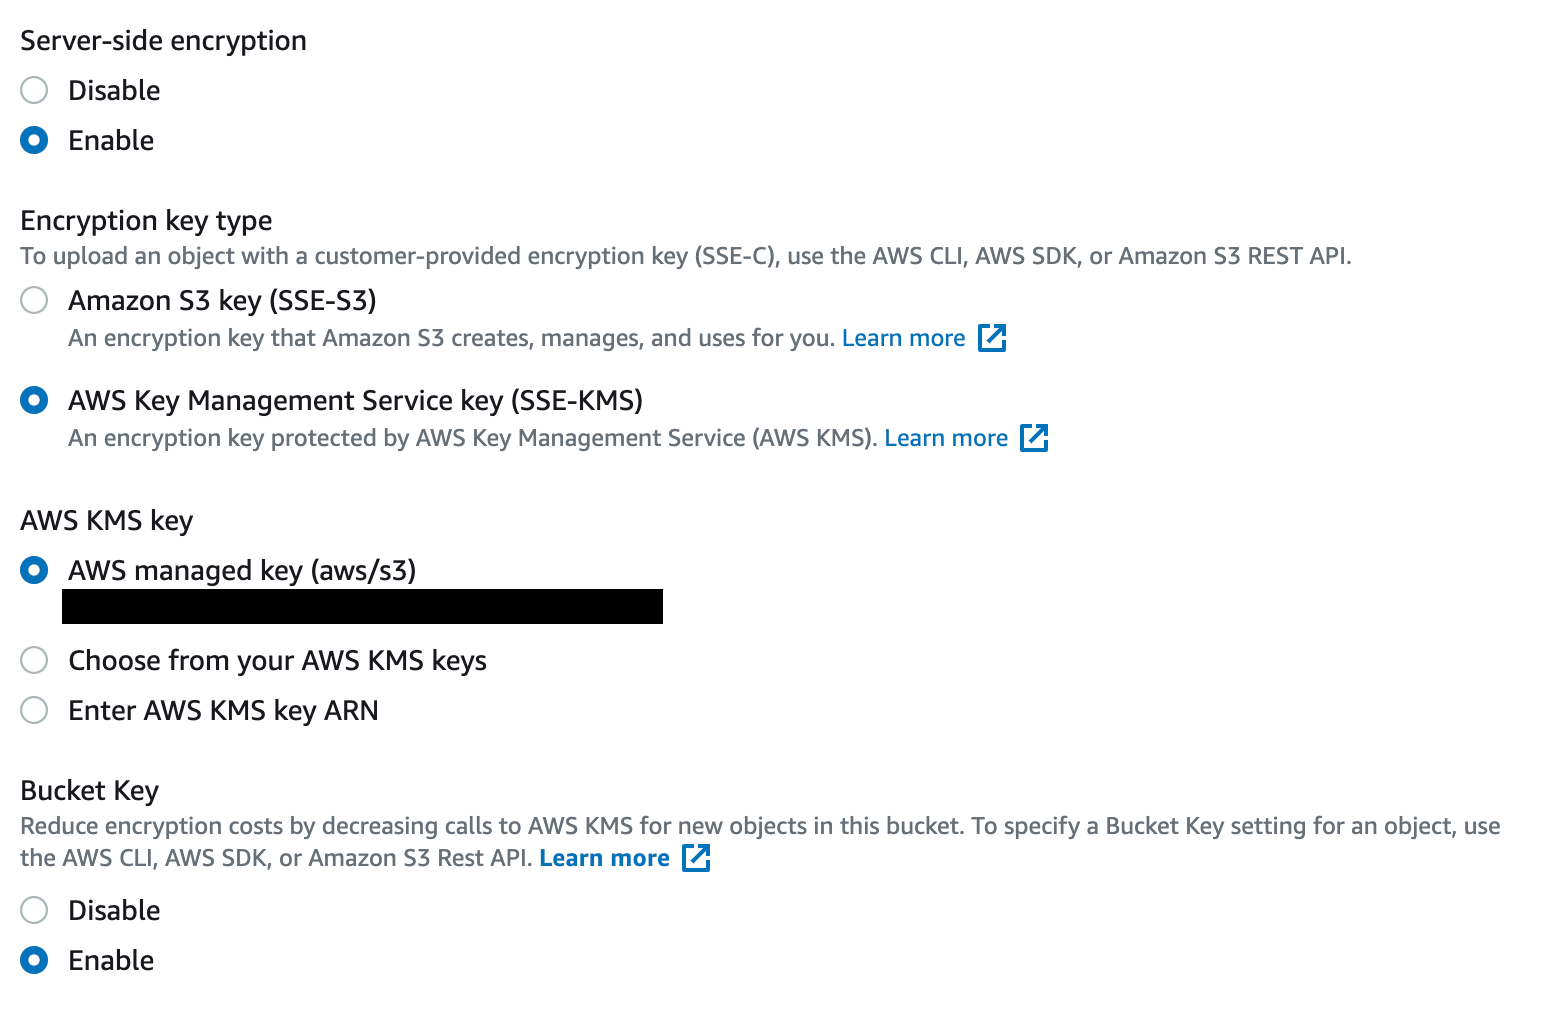 Server-side encryption
Disable
Enable
Encryption key type
To upload an object with a customer-provided encryption key (SSE-C), use the AWS CLI, AWS SDK, or Amazon S3 REST API.
Amazon S3 key (SSE-S3)
An encryption key that Amazon S3 creates, manages, and uses for you. Learn more
AWS Key Management Service key (SSE-KMS)
An encryption key protected by AWS Key Management Service (AWS KMS). Learn more
AWS KMS key
AWS managed key (aws/s3)
Choose from your AWS KMS keys
Enter AWS KMS key ARN
Bucket Key
Reduce encryption costs by decreasing calls to AWS KMS for new objects in this bucket. To specify a Bucket Key setting for an object, use
the AWS CLI, AWS SDK, or Amazon S3 Rest API. Learn more
Disable
Enable